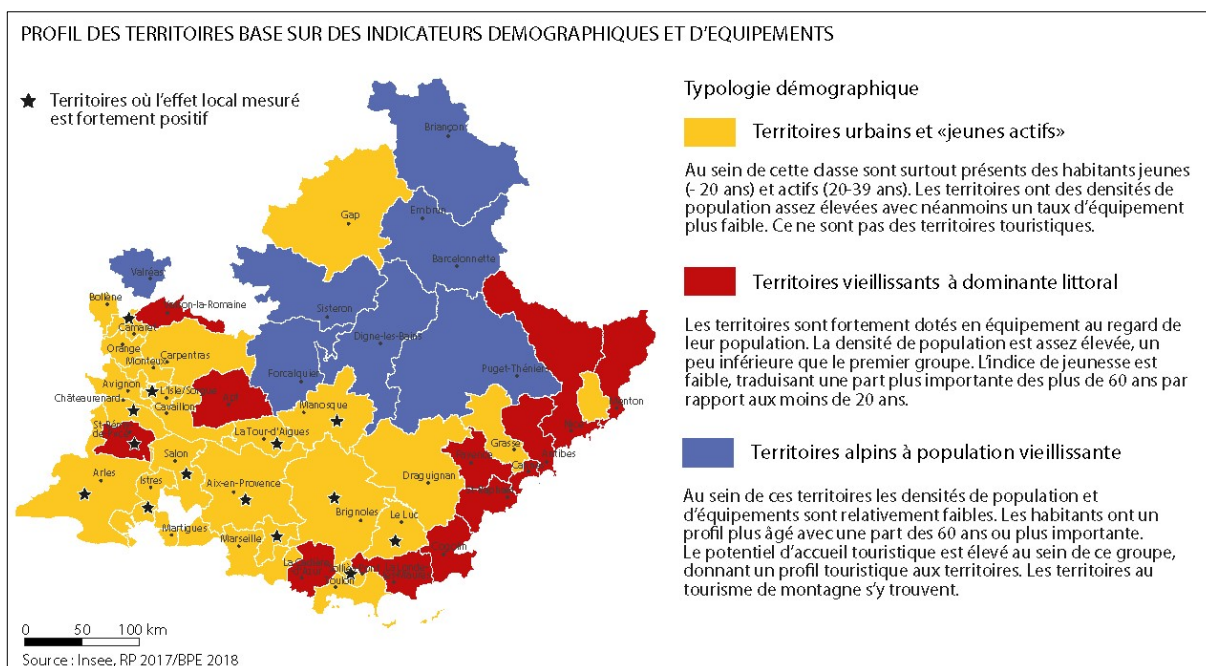 PROFIL DES TERRITOIRES BASE SUR DES INDICATEURS DEMOGRAPHIQUES ET D'EQUIPEMENTS
★ Territoires où l'effet local mesuré
est fortement positif
Briançon
Gap
Embrun
Barcelonnette
Valréas
Bollène
Sisteron
Digne-les-Bains
Camaret
Orange
Carpentras
Monteux
Forcalquier
Puget-Théniers
Avignon
L'Isle/Sorgue
Châteaurenard
Cavaillon
Manosque
Menton
La Tour-d'Aigues
Grasse
Antibes
Salon
Draguignan
Arles
Istres
Aix-en-Provence
Brignoles
Le Luc
Martigues
Marseille
Toulon
0 50 100 km
Source : Insee, RP 2017/BPE 2018
Typologie démographique
Territoires urbains et «jeunes actifs»
Au sein de cette classe sont surtout présents des habitants jeunes
(- 20 ans) et actifs (20-39 ans). Les territoires ont des densités de
population assez élevées avec néanmoins un taux d'équipement
plus faible. Ce ne sont pas des territoires touristiques.
Territoires vieillissants à dominante littoral
Les territoires sont fortement dotés en équipement au regard de
leur population. La densité de population est assez élevée, un
peu inférieure que le premier groupe. L'indice de jeunesse est
faible, traduisant une part plus importante des plus de 60 ans par
rapport aux moins de 20 ans.
Territoires alpins à population vieillissante
Au sein de ces territoires les densités de population et
d'équipements sont relativement faibles. Les habitants ont un
profil plus âgé avec une part des 60 ans ou plus importante.
Le potentiel d'accueil touristique est élevé au sein de ce groupe,
donnant un profil touristique aux territoires. Les territoires au
tourisme de montagne s'y trouvent.